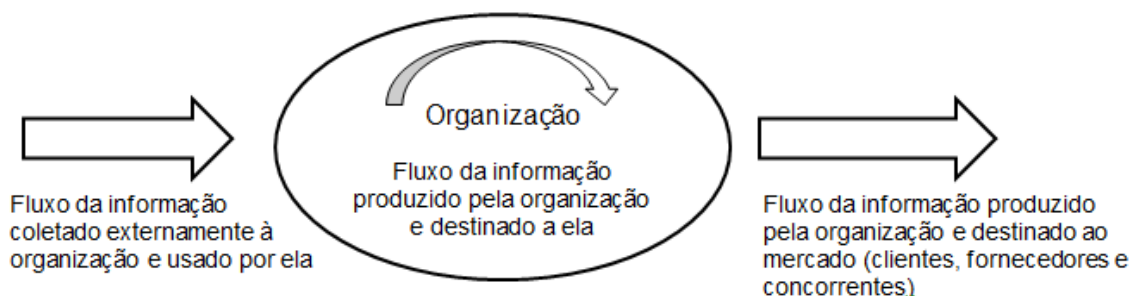 Fluxo da informação
coletado externamente à
organização e usado por ela
Organização
Fluxo da informação
produzido pela organização
e destinado a ela
Fluxo da informação produzido
pela organização e destinado ao
mercado (clientes, fornecedores e
concorrentes)